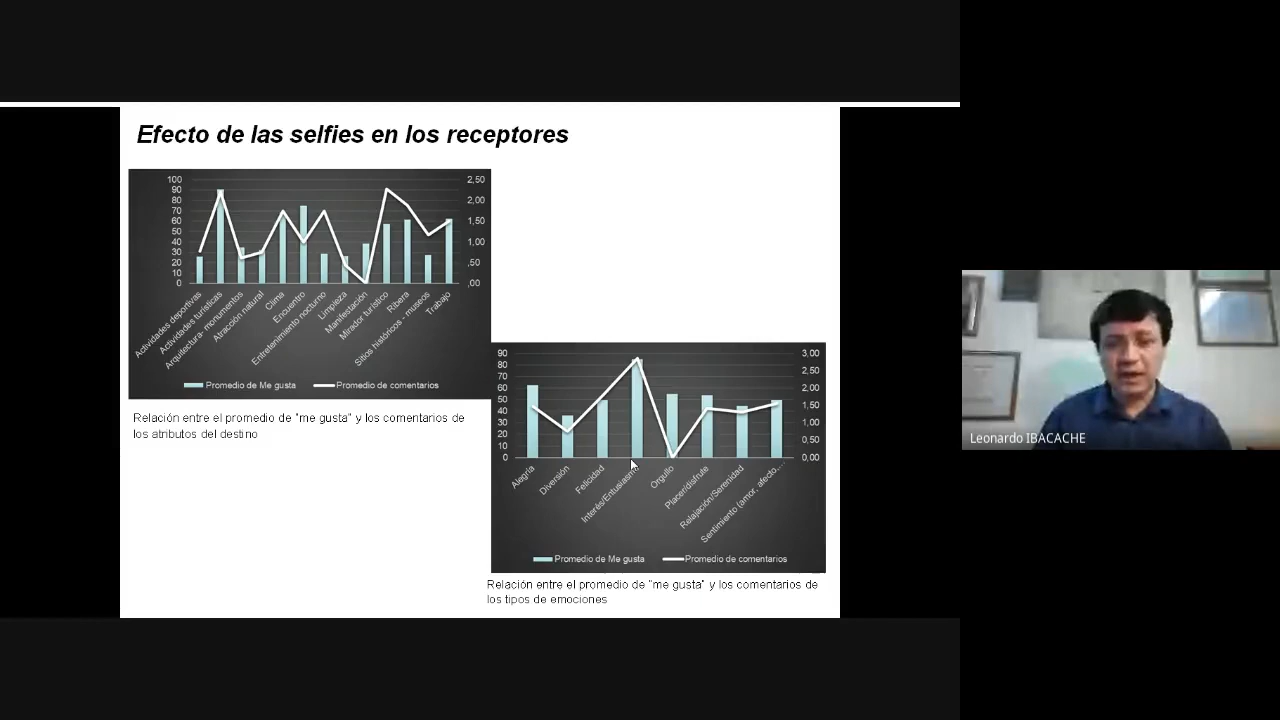 Efecto de las selfies en los receptores
100
90
80
70
60
50
40
30
20
10
0
2,50
2,00
1,50
1,00
,50
,00
Actividades deportivas
Actividades turísticas
Arquitectura- monumentos
Atracción natural
Clima
Encuentro
Entretenimiento nocturno
Limpieza
Manifestación
Mirador turístico
Ribera
Sitios históricos - museos
Trabajo
Promedio de Me gusta
Promedio de comentarios
Relación entre el promedio de "me gusta" y los comentarios de
los atributos del destino
90
80
70
60
50
40
30
20
10
0
3,00
2,50
2,00
1,50
1,00
0,50
0,00
Alegría
Diversión
Felicidad
Interés/Entusiasmo
Orgullo
Placer/disfrute
Relajación/Serenidad
Sentimiento (amor, afecto,...
Promedio de Me gusta
Promedio de comentarios
Relación entre el promedio de "me gusta" y los comentarios de
los tipos de emociones
Leonardo IBACACHE